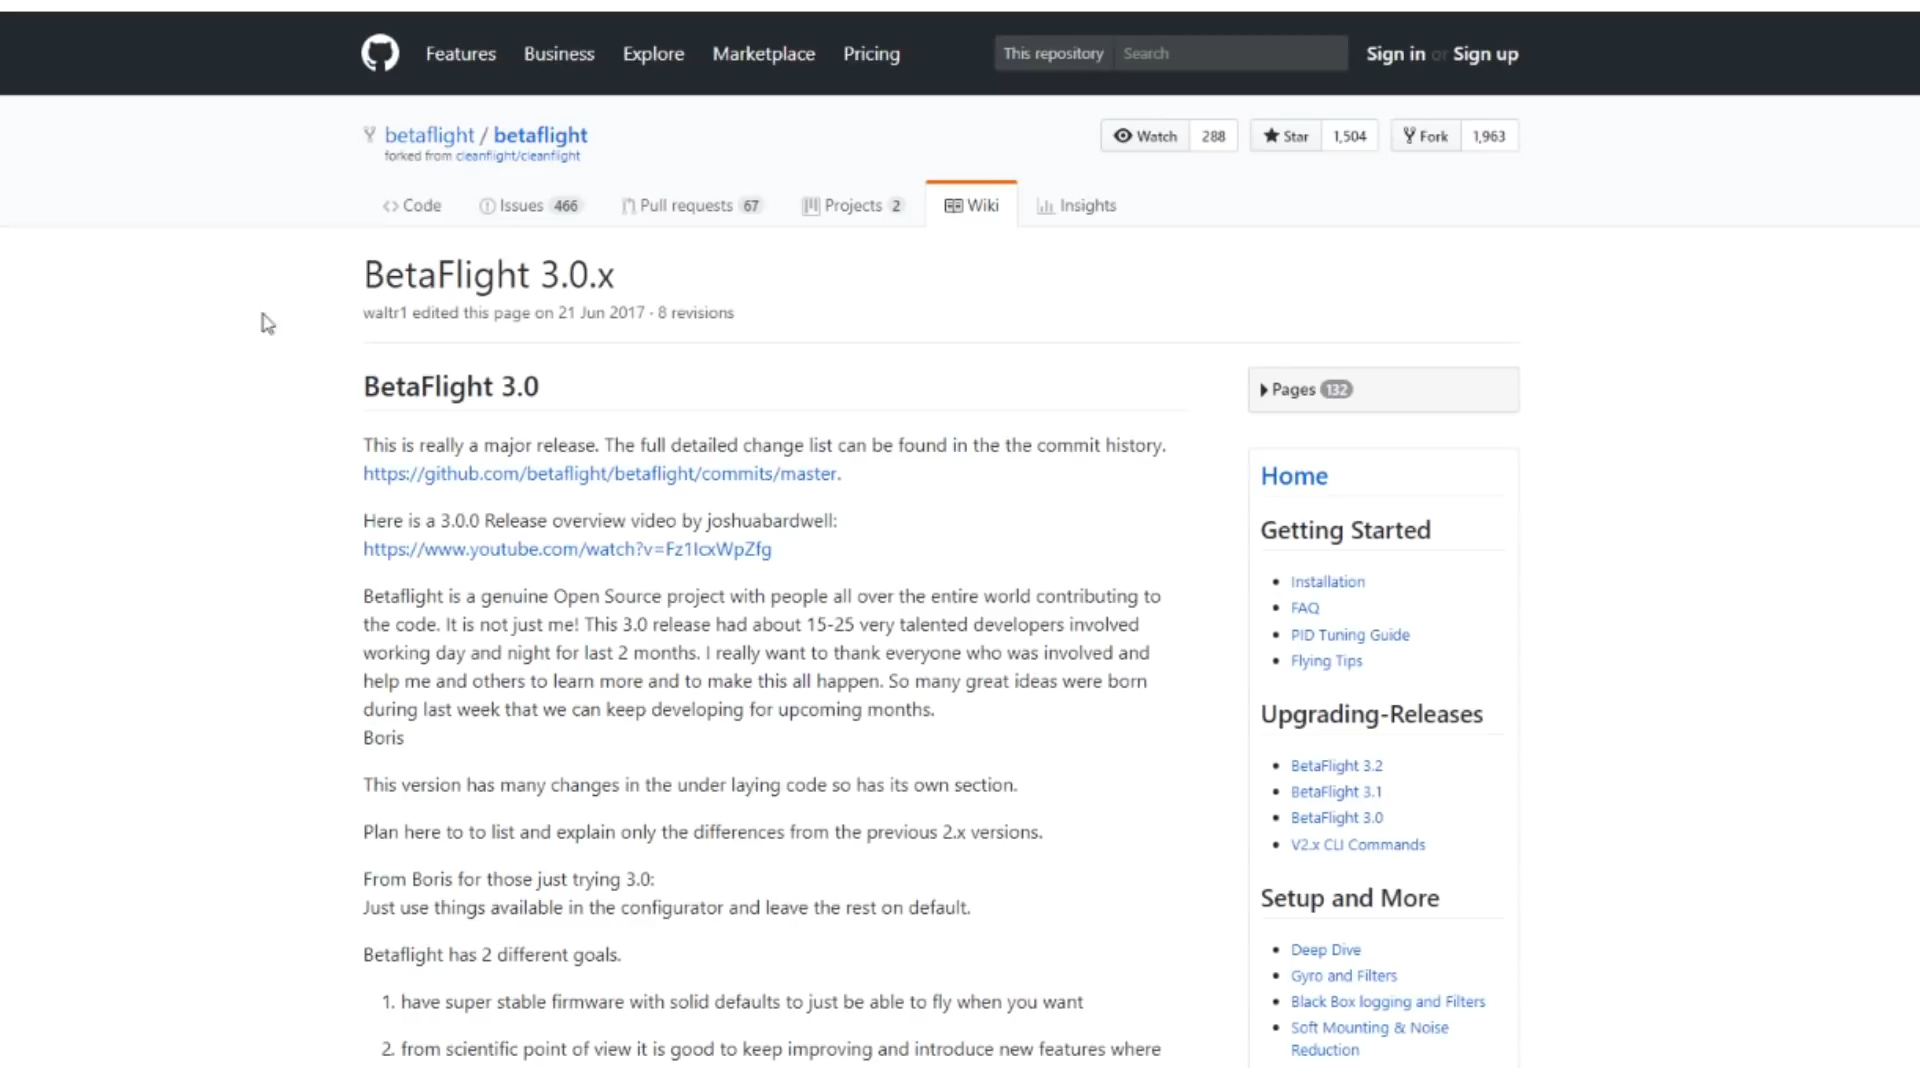 Features Business Explore Marketplace Pricing This repository Search Sign in or Sign up
betaflight / betaflight Watch 288 Star 1,504 Fork 1,963
forked from cleanflight/cleanflight
Code Issues 466 Pull requests 67 Projects 2 Wiki Insights
BetaFlight 3.0.x
waltr1 edited this page on 21 Jun 2017 · 8 revisions
BetaFlight 3.0
This is really a major release. The full detailed change list can be found in the the commit history.
https://github.com/betaflight/betaflight/commits/master.
Here is a 3.0.0 Release overview video by joshuabardwell:
https://www.youtube.com/watch?v=Fz1IcxWpZfg
Betaflight is a genuine Open Source project with people all over the entire world contributing to
the code. It is not just me! This 3.0 release had about 15-25 very talented developers involved
working day and night for last 2 months. I really want to thank everyone who was involved and
help me and others to learn more and to make this all happen. So many great ideas were born
during last week that we can keep developing for upcoming months.
Boris
This version has many changes in the under laying code so has its own section.
Plan here to to list and explain only the differences from the previous 2.x versions.
From Boris for those just trying 3.0:
Just use things available in the configurator and leave the rest on default.
Betaflight has 2 different goals.
1. have super stable firmware with solid defaults to just be able to fly when you want
2. from scientific point of view it is good to keep improving and introduce new features where
Pages 132
Home
Getting Started
Installation
FAQ
PID Tuning Guide
Flying Tips
Upgrading-Releases
BetaFlight 3.2
BetaFlight 3.1
BetaFlight 3.0
V2.x CLI Commands
Setup and More
Deep Dive
Gyro and Filters
Black Box logging and Filters
Soft Mounting & Noise
Reduction